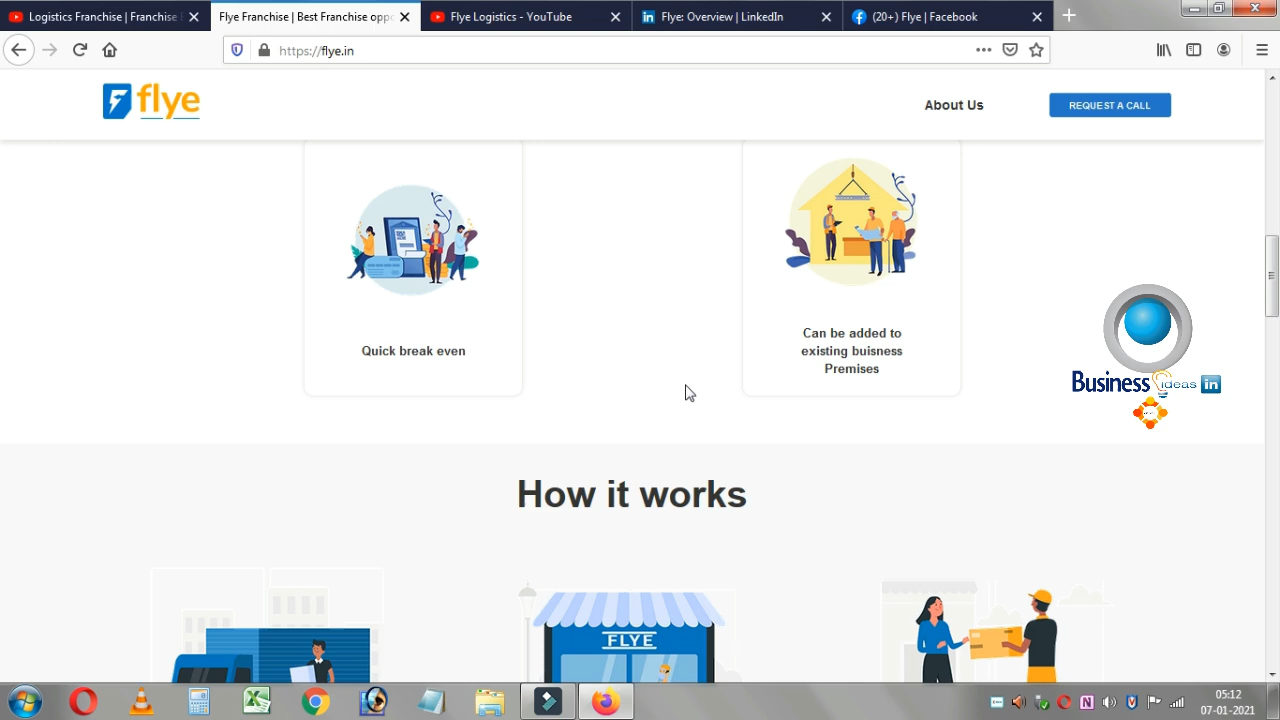 Logistics Franchise | Franchise
Flye Franchise | Best Franchise oppo
Flye Logistics - YouTube
Flye: Overview | LinkedIn
(20+) Flye | Facebook
https://flye.in
flye
About Us
REQUEST A CALL
Quick break even
Can be added to
existing buisness
Premises
Business ideas in
How it works
FLYE
05:12
07-01-2021